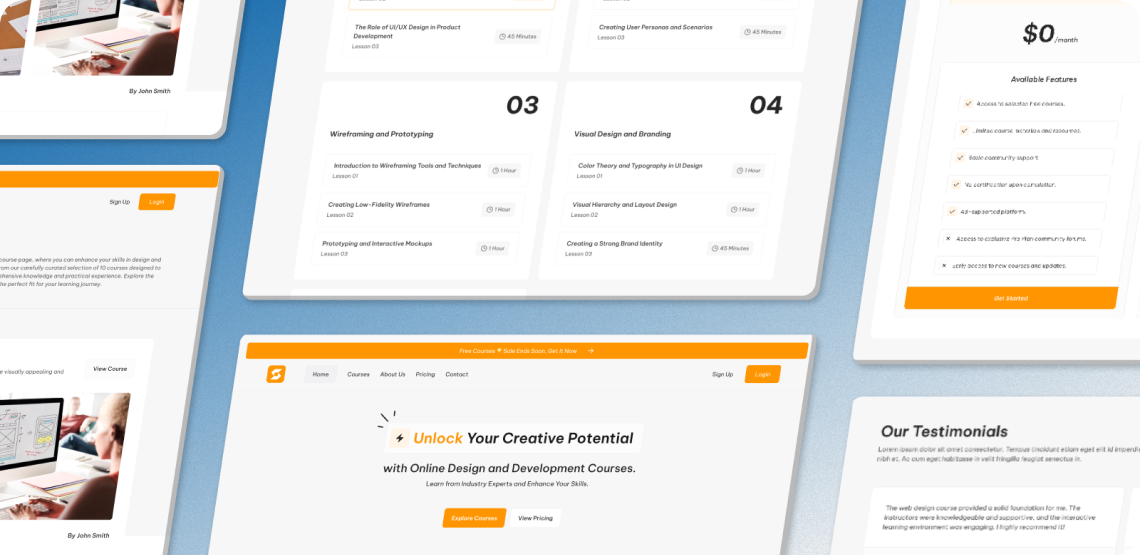 By John Smith
Sign Up
Login
course page, where you can enhance your skills in design and
from our carefully curated selection of 10 courses designed to
knowledge and practical experience. Explore the
the perfect fit for your learning journey.
visually appealing and
View Course
By John Smith
The Role of UI/UX Design in Product
Development
Lesson 03
45 Minutes
Creating User Personas and Scenarios
Lesson 03
45 Minutes
03
Wireframing and Prototyping
Introduction to Wireframing Tools and Techniques
Lesson 01
1 Hour
Creating Low-Fidelity Wireframes
Lesson 02
1 Hour
Prototyping and Interactive Mockups
Lesson 03
1 Hour
04
Visual Design and Branding
Color Theory and Typography in UI Design
Lesson 01
1 Hour
Visual Hierarchy and Layout Design
Lesson 02
1 Hour
Creating a Strong Brand Identity
Lesson 03
45 Minutes
Free Courses 🌟 Sale Ends Soon, Get It Now →
Home
Courses
About Us
Pricing
Contact
Sign Up
Login
Unlock Your Creative Potential
with Online Design and Development Courses.
Learn from Industry Experts and Enhance Your Skills.
Explore Courses
View Pricing
$0/month
Available Features
Access to selected free courses.
Limited course materials and resources.
Basic community support.
No certification upon completion.
Ad-supported platform.
Access to exclusive Pro Plan community forums.
Early access to new courses and updates.
Get Started
Our Testimonials
Lorem ipsum dolor sit amet consectetur. Tempus tincidunt etiam eget elit id imperdi
nibh et. Ac cum eget habitasse in velit fringilla feugiat senectus in.
The web design course provided a solid foundation for me. The
instructors were knowledgeable and supportive, and the interactive
learning environment was engaging. I highly recommend it!